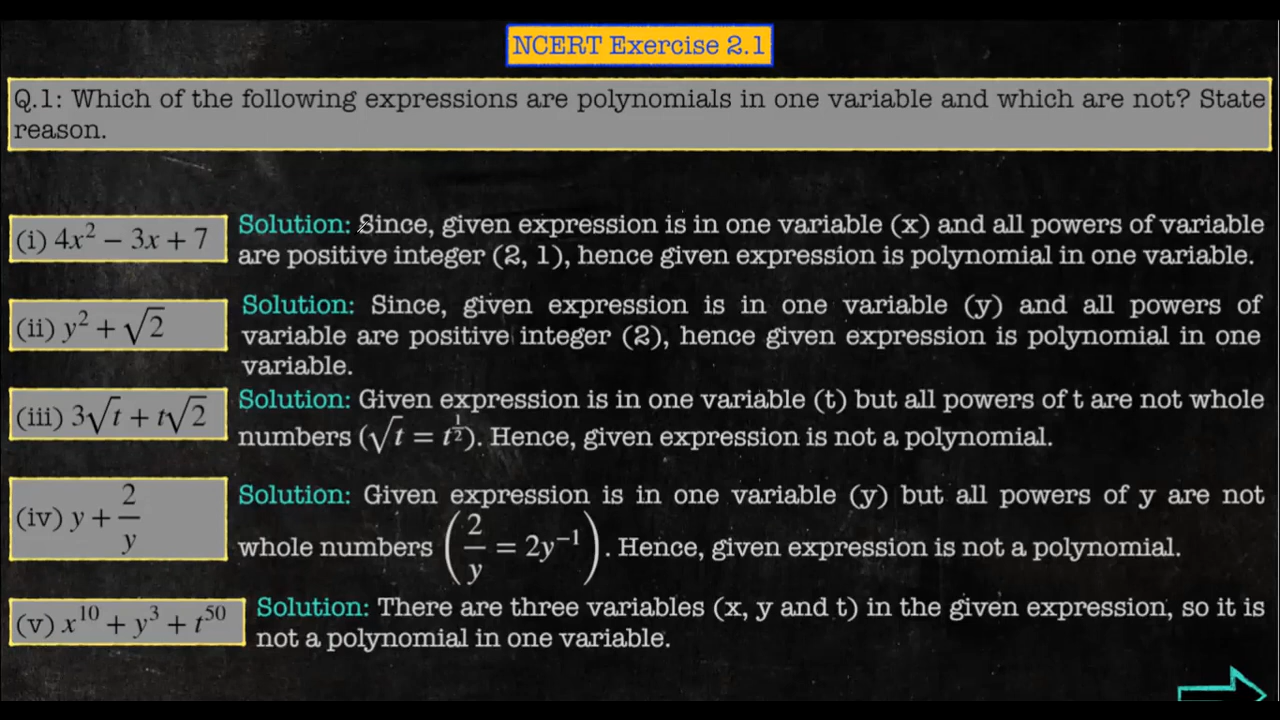 NCERT Exercise 2.1
Q.1: Which of the following expressions are polynomials in one variable and which are not? State
reason.
(i) 4x² − 3x + 7
Solution: Since, given expression is in one variable (x) and all powers of variable
are positive integer (2, 1), hence given expression is polynomial in one variable.
(ii) y² + √2
Solution: Since, given expression is in one variable (y) and all powers of
variable are positive integer (2), hence given expression is polynomial in one
variable.
(iii) 3√t + t√2
Solution: Given expression is in one variable (t) but all powers of t are not whole
numbers (√t = t^(1/2)). Hence, given expression is not a polynomial.
(iv) y + 2/y
Solution: Given expression is in one variable (y) but all powers of y are not
whole numbers (2/y = 2y⁻¹). Hence, given expression is not a polynomial.
(v) x¹⁰ + y³ + t⁵⁰
Solution: There are three variables (x, y and t) in the given expression, so it is
not a polynomial in one variable.